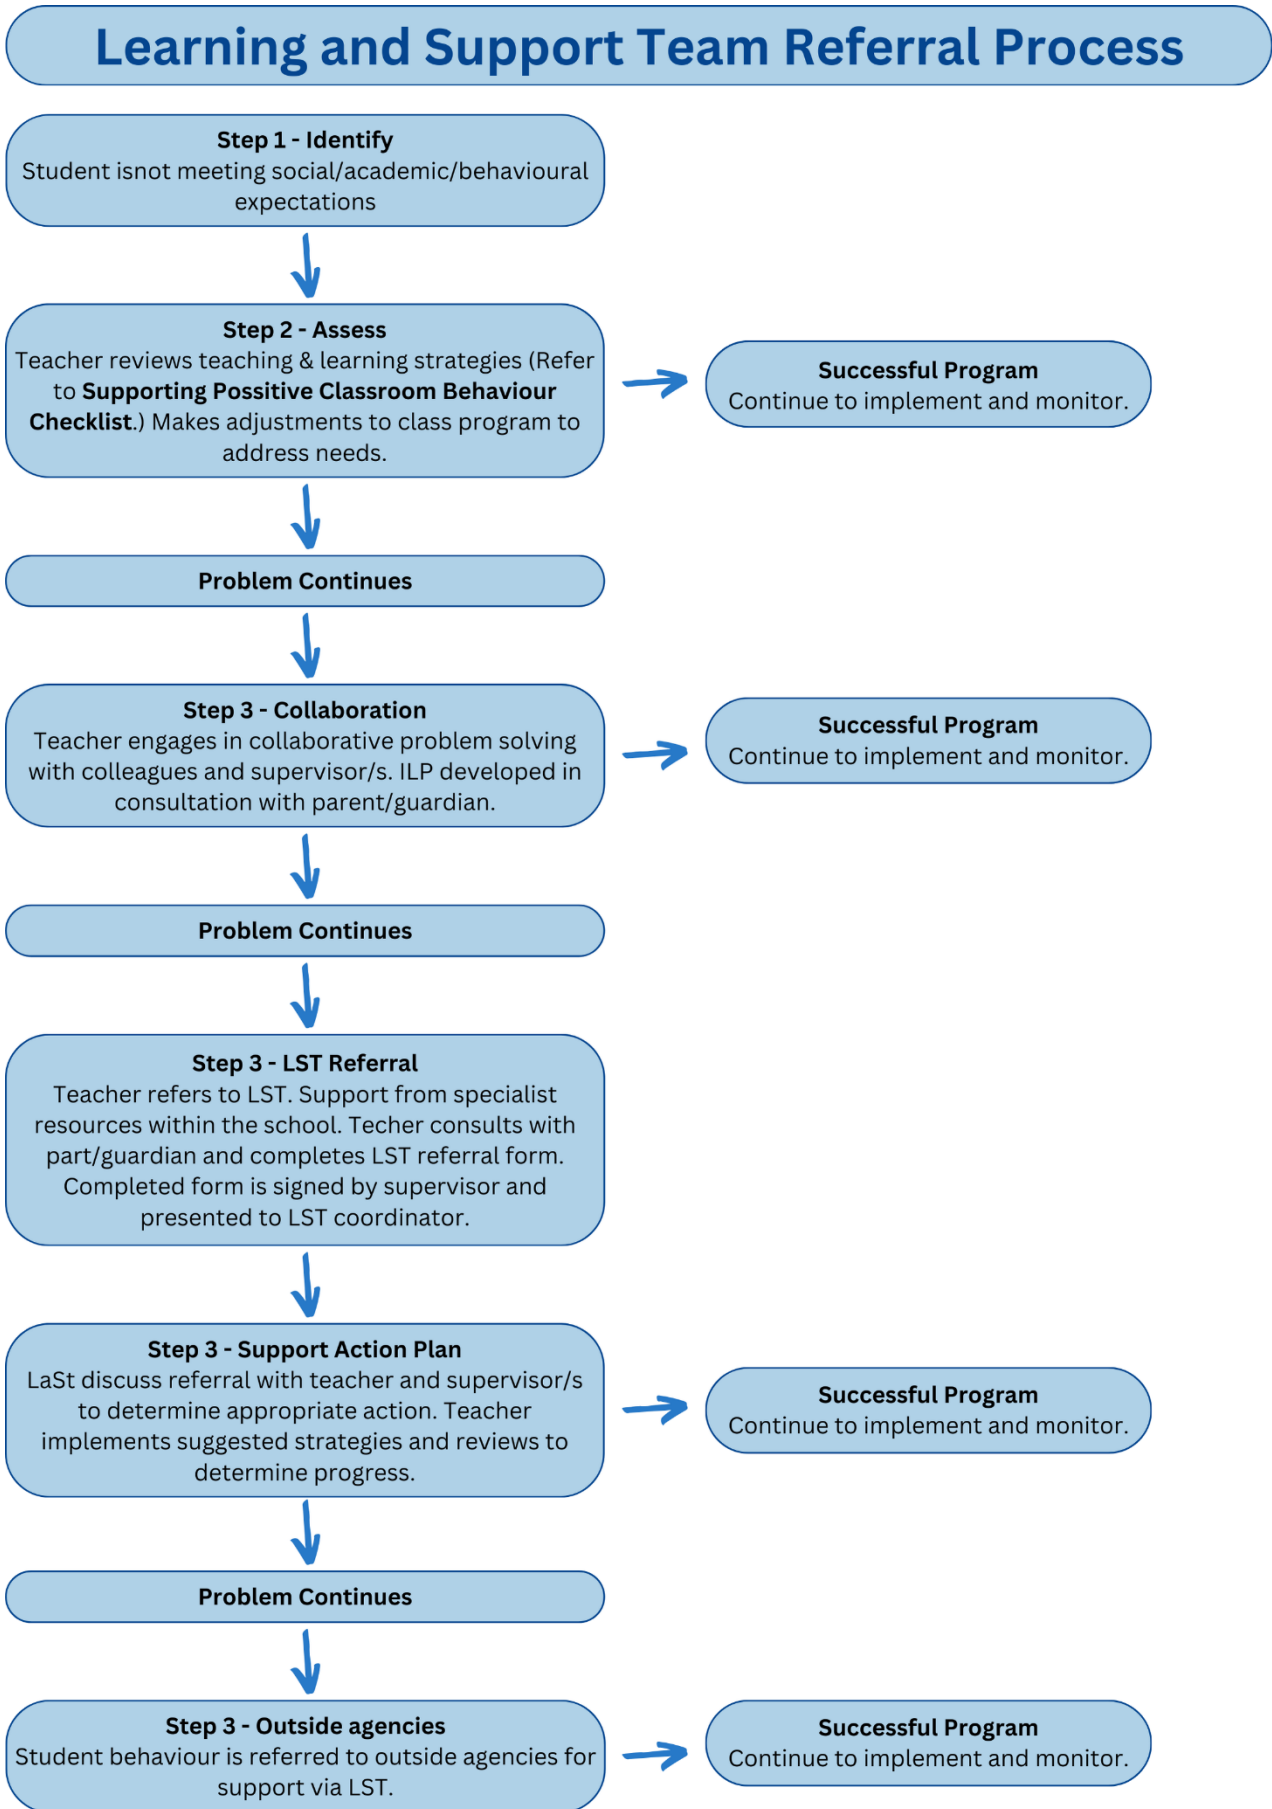 Learning and Support Team Referral Process
Step 1 - Identify
Student isnot meeting social/academic/behavioural
expectations
Step 2 - Assess
Teacher reviews teaching & learning strategies (Refer
to Supporting Possitive Classroom Behaviour
Checklist.) Makes adjustments to class program to
address needs.
Successful Program
Continue to implement and monitor.
Problem Continues
Step 3 - Collaboration
Teacher engages in collaborative problem solving
with colleagues and supervisor/s. ILP developed in
consultation with parent/guardian.
Successful Program
Continue to implement and monitor.
Problem Continues
Step 3 - LST Referral
Teacher refers to LST. Support from specialist
resources within the school. Techer consults with
part/guardian and completes LST referral form.
Completed form is signed by supervisor and
presented to LST coordinator.
Step 3 - Support Action Plan
LaSt discuss referral with teacher and supervisor/s
to determine appropriate action. Teacher
implements suggested strategies and reviews to
determine progress.
Successful Program
Continue to implement and monitor.
Problem Continues
Step 3 - Outside agencies
Student behaviour is referred to outside agencies for
support via LST.
Successful Program
Continue to implement and monitor.